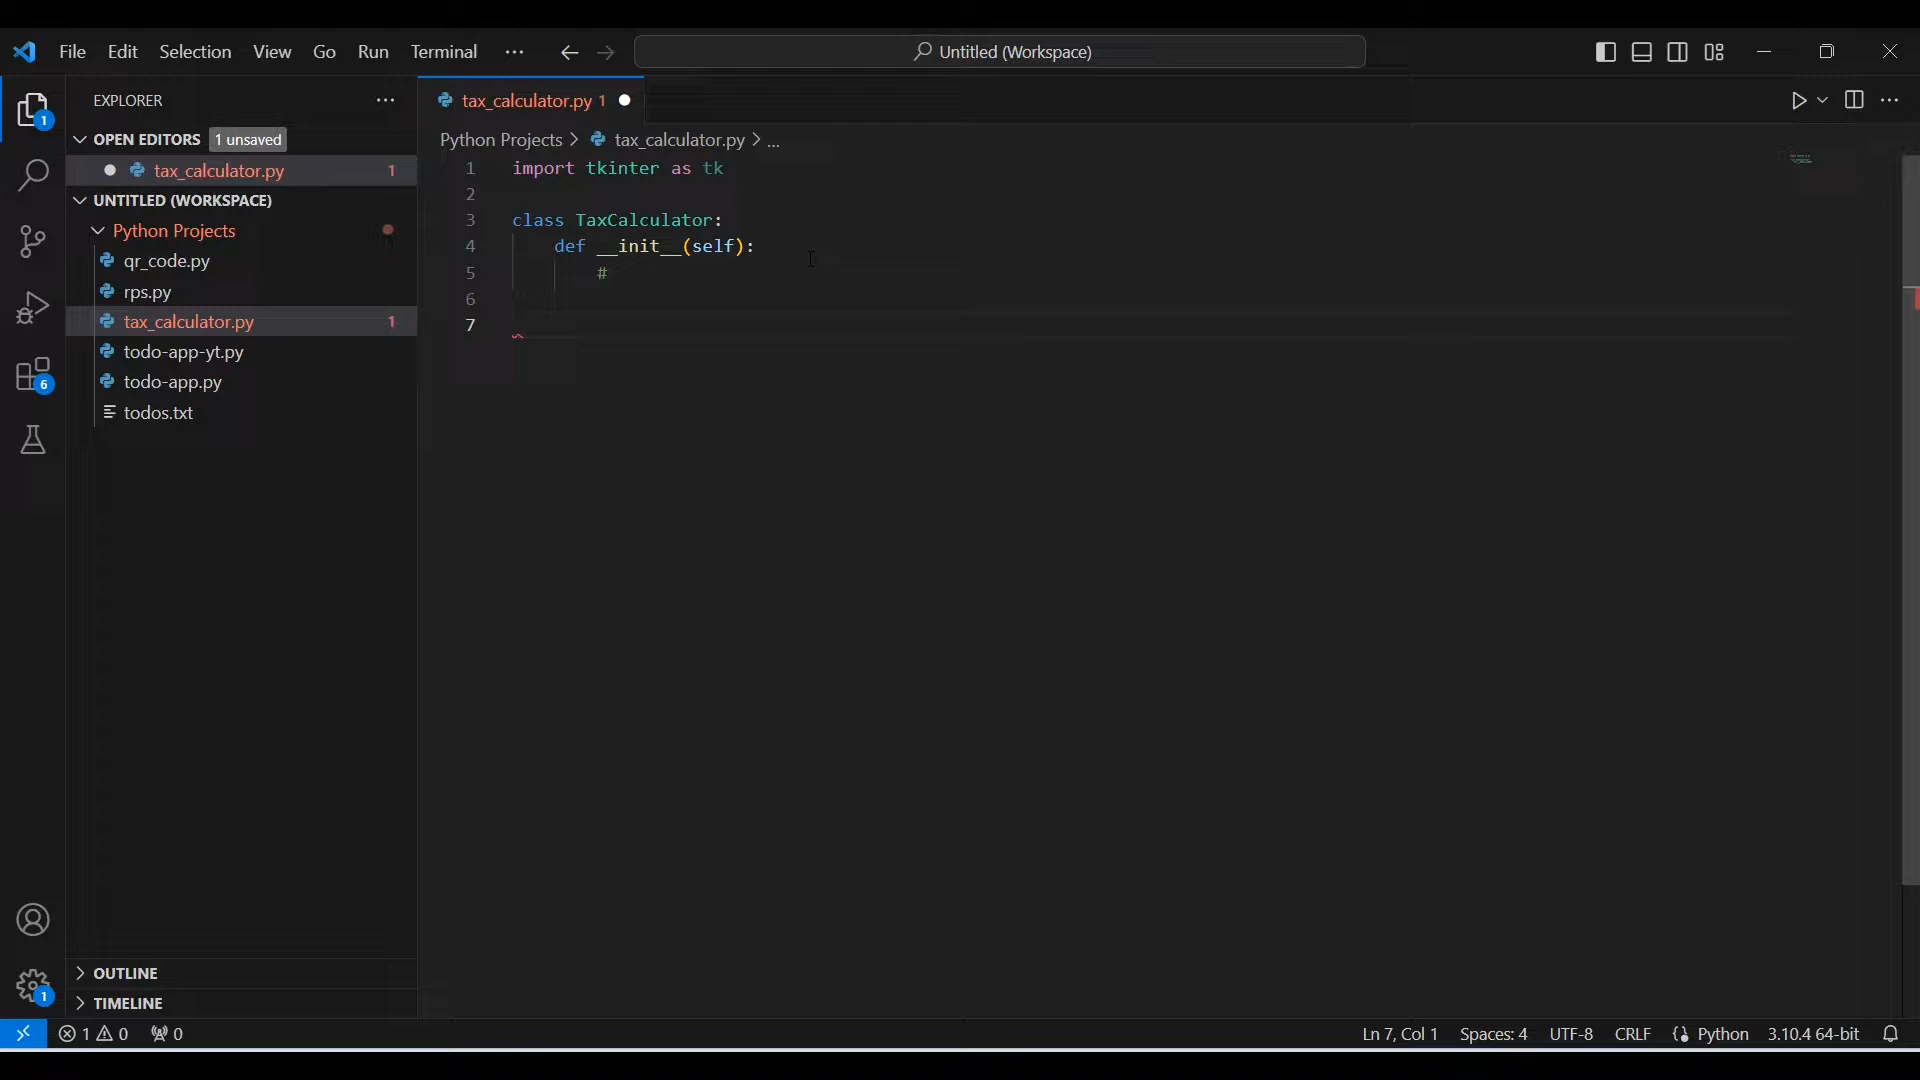 File Edit Selection View Go Run Terminal ... Untitled (Workspace)
EXPLORER ...
OPEN EDITORS 1 unsaved
tax_calculator.py 1
UNTITLED (WORKSPACE)
Python Projects
qr_code.py
rps.py
tax_calculator.py 1
todo-app-yt.py
todo-app.py
todos.txt
OUTLINE
TIMELINE
1
6
1
tax_calculator.py 1
Python Projects > tax_calculator.py > ...
1 import tkinter as tk
2
3 class TaxCalculator:
4 def __init__(self):
5 #
6
7
1 0 0 Ln 7, Col 1 Spaces: 4 UTF-8 CRLF Python 3.10.4 64-bit